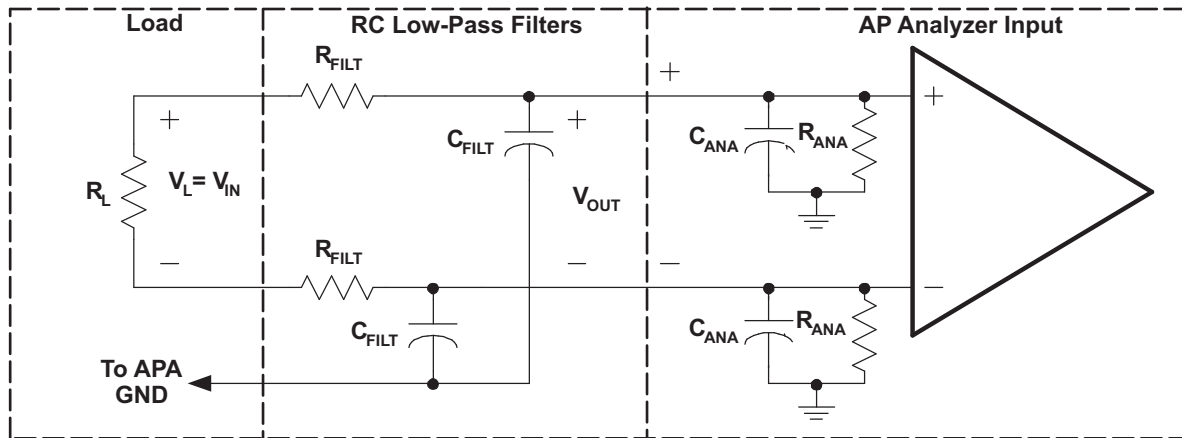 Load
RC Low-Pass Filters
AP Analyzer Input
R_FILT
+
+
+
+
C_FILT
C_ANA
R_ANA
R_L
V_L= V_IN
V_OUT
R_FILT
−
−
−
−
C_FILT
C_ANA
R_ANA
To APA
GND